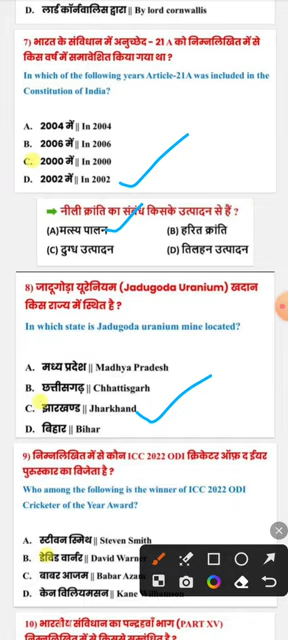 D. लार्ड कॉर्नवालिस द्वारा || By lord cornwallis
7) भारत के संविधान में अनुच्छेद - 21 A को निम्नलिखित में से
किस वर्ष में समावेशित किया गया था ?
In which of the following years Article-21A was included in the
Constitution of India?
A. 2004 में || In 2004
B. 2006 में || In 2006
C. 2000 में || In 2000
D. 2002 में || In 2002
नीली क्रांति का संबंध किसके उत्पादन से हैं ?
(A)मत्स्य पालन (B) हरित क्रांति
(C) दुग्ध उत्पादन (D) तिलहन उत्पादन
8) जादूगोड़ा यूरेनियम (Jadugoda Uranium) खदान
किस राज्य में स्थित है ?
In which state is Jadugoda uranium mine located?
A. मध्य प्रदेश || Madhya Pradesh
B. छत्तीसगढ़ || Chhattisgarh
C. झारखण्ड || Jharkhand
D. बिहार || Bihar
9) निम्नलिखित में से कौन ICC 2022 ODI क्रिकेटर ऑफ़ द ईयर
पुरुस्कार का विजेता है ?
Who among the following is the winner of ICC 2022 ODI
Cricketer of the Year Award?
A. स्टीवन स्मिथ || Steven Smith
B. डेविड वार्नर || David Warner
C. बाबर आजम || Babar Azam
D. केन विलियमसन || Kane Williamson
10) भारतीय संविधान का पन्द्रहवाँ भाग (PART XV)
निम्नलिखित में से किससे सम्बंधित है ?